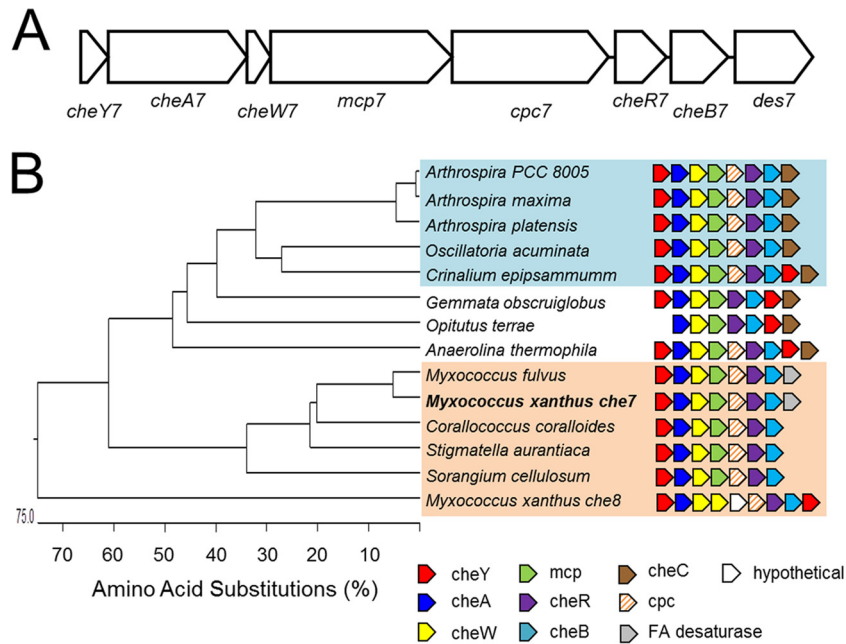 A
cheY7
cheA7
cheW7
mcp7
cpc7
cheR7
cheB7
des7
B
Arthrospira PCC 8005
Arthrospira maxima
Arthrospira platensis
Oscillatoria acuminata
Crinalium epipsammumm
Gemmata obscruiglobus
Opitutus terrae
Anaerolina thermophila
Myxococcus fulvus
Myxococcus xanthus che7
Corallococcus coralloides
Stigmatella aurantiaca
Sorangium cellulosum
Myxococcus xanthus che8
75.0
70 60 50 40 30 20 10
Amino Acid Substitutions (%)
cheY mcp cheC hypothetical
cheA cheR cpc
cheW cheB FA desaturase